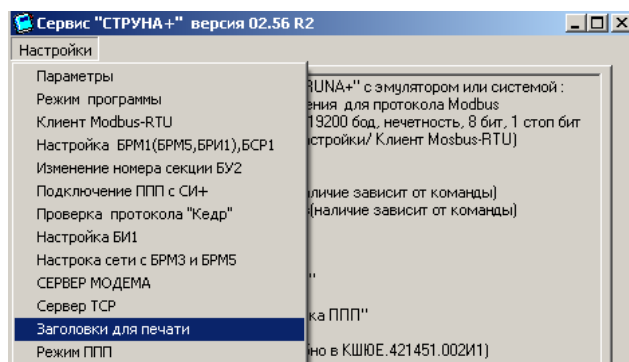 Сервис "СТРУНА+" версия 02.56 R2
Настройки
Параметры
Режим программы
Клиент Modbus-RTU
Настройка БРМ1(БРМ5,БРИ1),БСР1
Изменение номера секции БУ2
Подключение ППП с СИ+
Проверка протокола "Кедр"
Настройка БИ1
Настрока сети с БРМ3 и БРМ5
СЕРВЕР МОДЕМА
Сервер TCP
Заголовки для печати
Режим ППП
RUNA+" с эмулятором или системой :
ения для протокола Modbus
19200 бод, нечетность, 8 бит, 1 стоп бит
стройки/ Клиент Mosbus-RTU)
личие зависит от команды)
(наличие зависит от команды)
"
ка ППП"
но в КШЮЕ.421451.002И1)